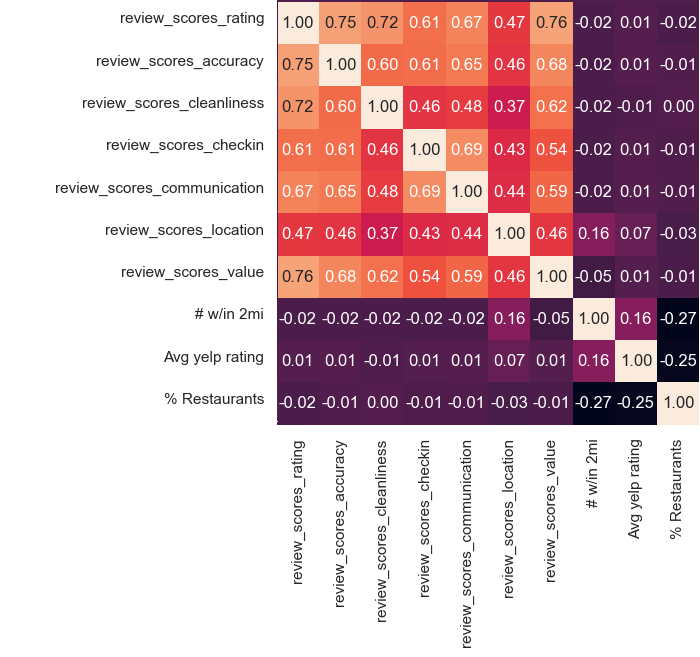 review_scores_rating 1.00 0.75 0.72 0.61 0.67 0.47 0.76 -0.02 0.01 -0.02
review_scores_accuracy 0.75 1.00 0.60 0.61 0.65 0.46 0.68 -0.02 0.01 -0.01
review_scores_cleanliness 0.72 0.60 1.00 0.46 0.48 0.37 0.62 -0.02 -0.01 0.00
review_scores_checkin 0.61 0.61 0.46 1.00 0.69 0.43 0.54 -0.02 0.01 -0.01
review_scores_communication 0.67 0.65 0.48 0.69 1.00 0.44 0.59 -0.02 0.01 -0.01
review_scores_location 0.47 0.46 0.37 0.43 0.44 1.00 0.46 0.16 0.07 -0.03
review_scores_value 0.76 0.68 0.62 0.54 0.59 0.46 1.00 -0.05 0.01 -0.01
# w/in 2mi -0.02 -0.02 -0.02 -0.02 -0.02 0.16 -0.05 1.00 0.16 -0.27
Avg yelp rating 0.01 0.01 -0.01 0.01 0.01 0.07 0.01 0.16 1.00 -0.25
% Restaurants -0.02 -0.01 0.00 -0.01 -0.01 -0.03 -0.01 -0.27 -0.25 1.00
review_scores_rating
review_scores_accuracy
review_scores_cleanliness
review_scores_checkin
review_scores_communication
review_scores_location
review_scores_value
# w/in 2mi
Avg yelp rating
% Restaurants